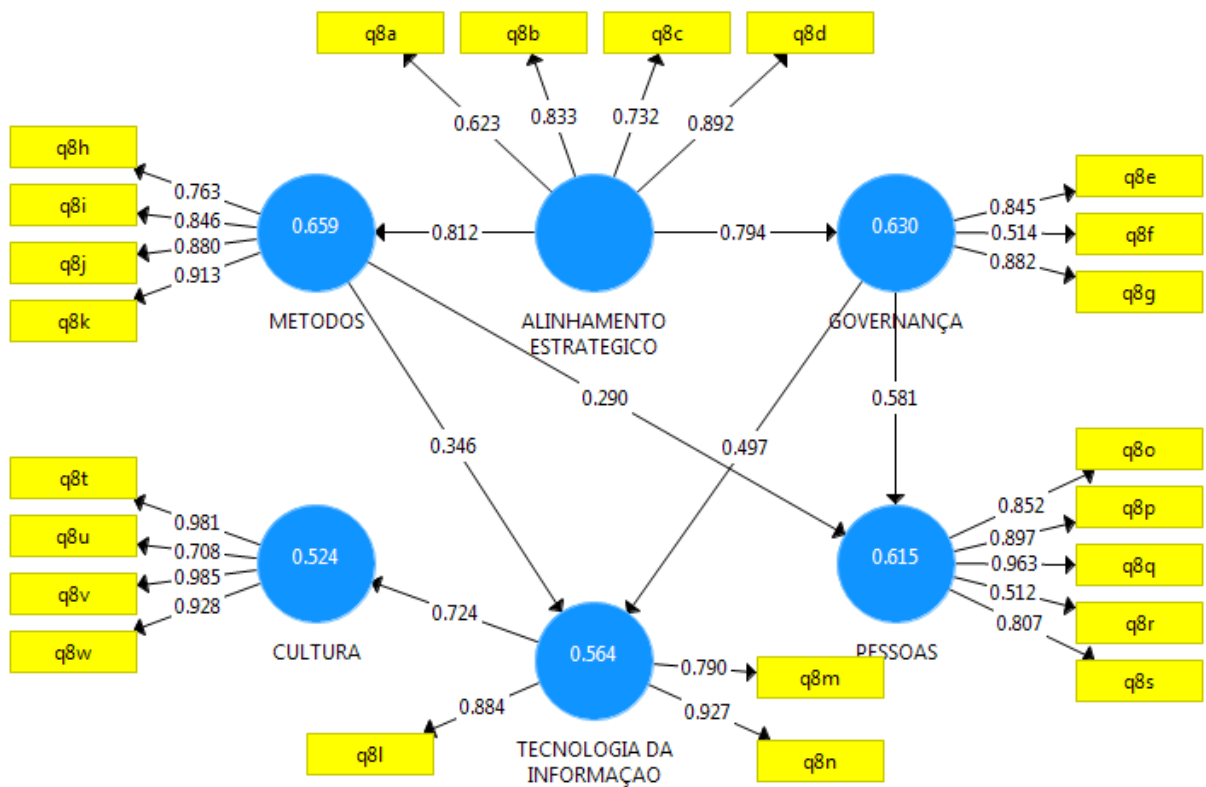 q8a
q8b
q8c
q8d
0.623
0.833
0.732
0.892
q8h
q8i
q8j
q8k
0.763
0.846
0.880
0.913
0.659
METODOS
0.812
ALINHAMENTO
ESTRATEGICO
0.794
0.630
GOVERNANÇA
0.845
0.514
0.882
q8e
q8f
q8g
0.290
0.581
0.346
0.497
q8t
q8u
q8v
q8w
0.981
0.708
0.985
0.928
0.524
CULTURA
0.724
0.564
TECNOLOGIA DA
INFORMAÇAO
0.884
q8l
0.790
q8m
0.927
q8n
0.615
PESSOAS
0.852
0.897
0.963
0.512
0.807
q8o
q8p
q8q
q8r
q8s